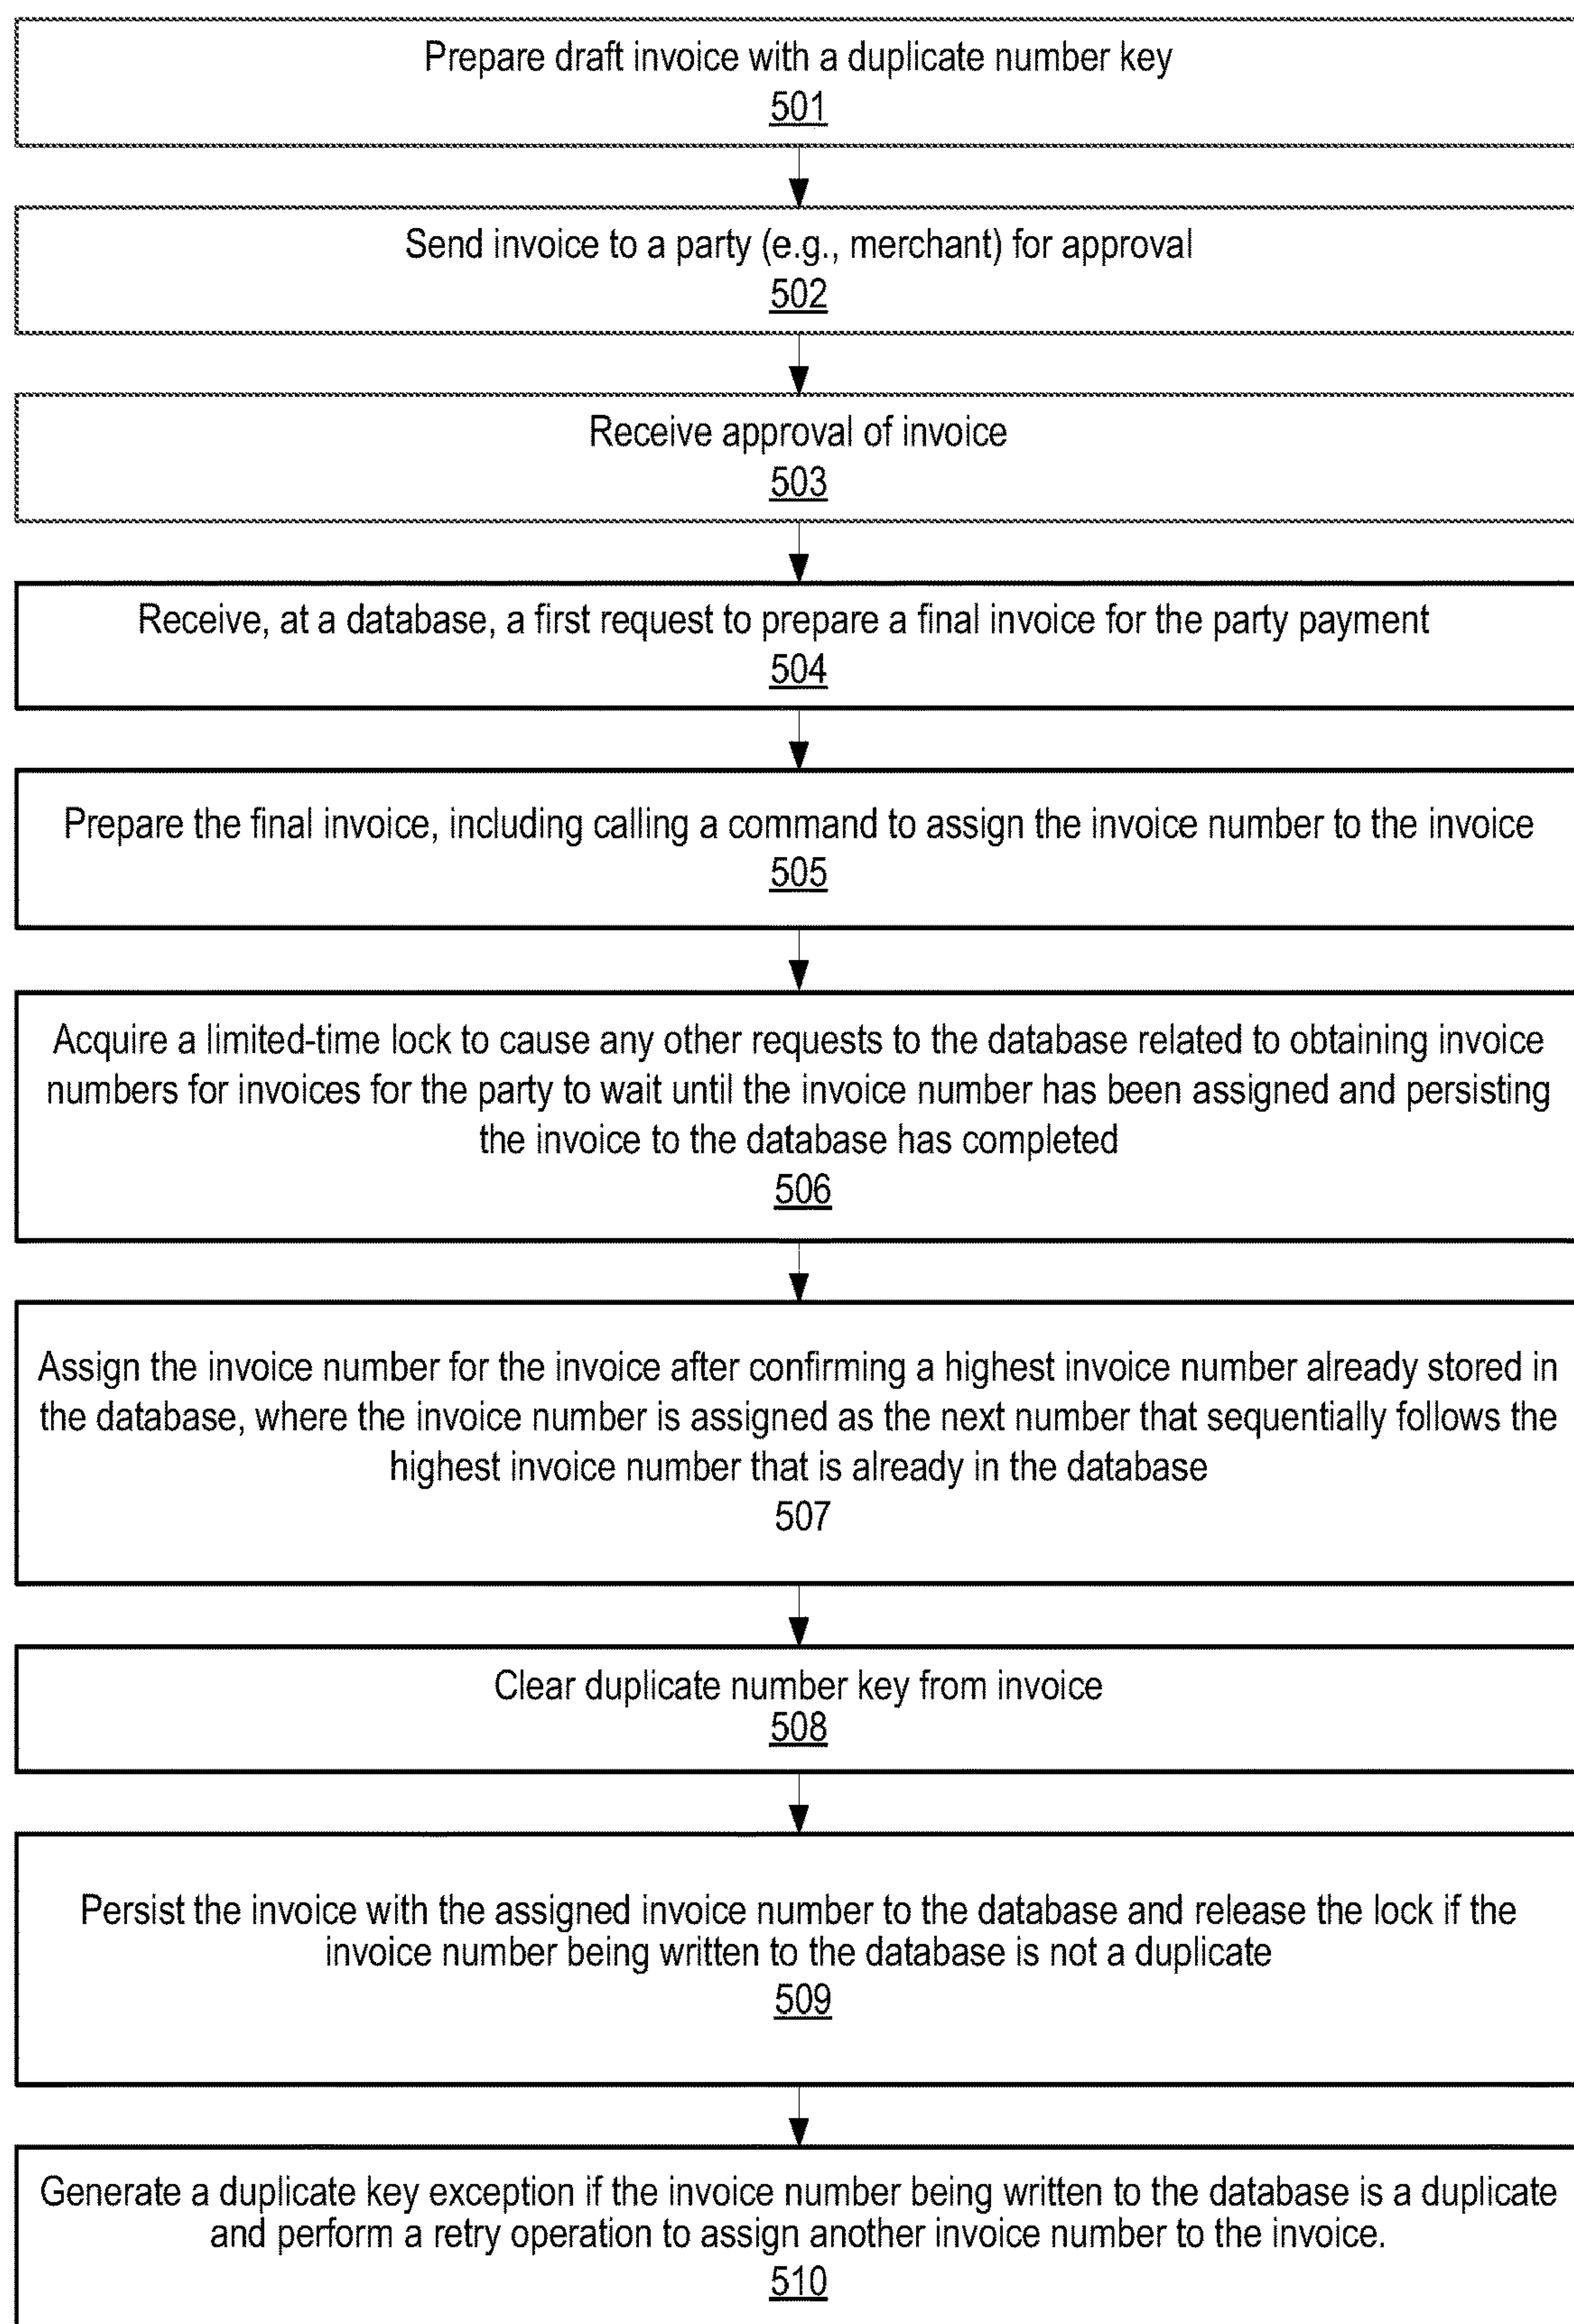 Prepare draft invoice with a duplicate number key
501
Send invoice to a party (e.g., merchant) for approval
502
Receive approval of invoice
503
Receive, at a database, a first request to prepare a final invoice for the party payment
504
Prepare the final invoice, including calling a command to assign the invoice number to the invoice
505
Acquire a limited-time lock to cause any other requests to the database related to obtaining invoice
numbers for invoices for the party to wait until the invoice number has been assigned and persisting
the invoice to the database has completed
506
Assign the invoice number for the invoice after confirming a highest invoice number already stored in
the database, where the invoice number is assigned as the next number that sequentially follows the
highest invoice number that is already in the database
507
Clear duplicate number key from invoice
508
Persist the invoice with the assigned invoice number to the database and release the lock if the
invoice number being written to the database is not a duplicate
509
Generate a duplicate key exception if the invoice number being written to the database is a duplicate
and perform a retry operation to assign another invoice number to the invoice.
510